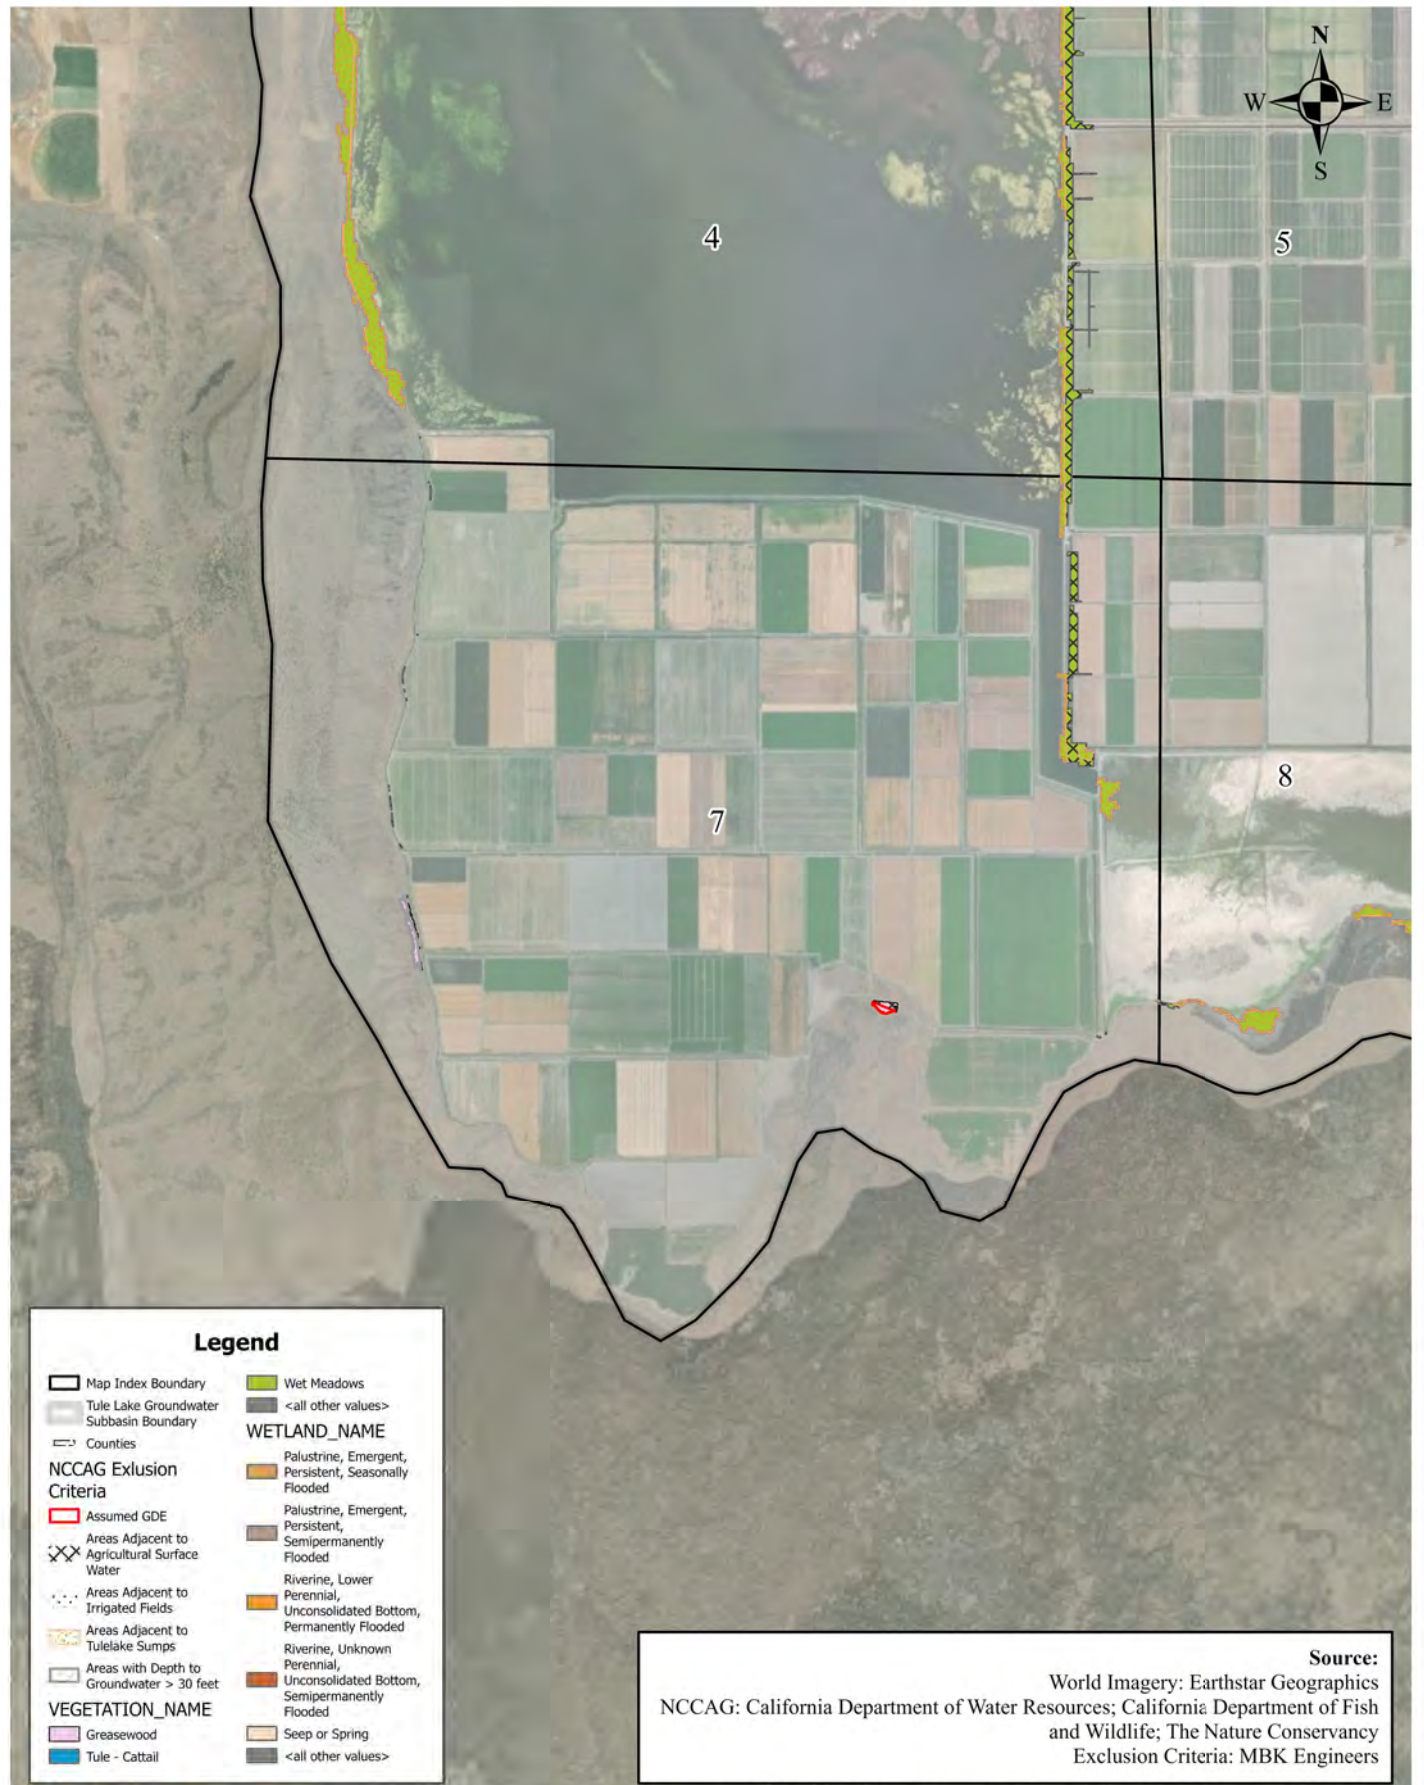 N
W E
S
4
5
7
8
Legend
Map Index Boundary
Tule Lake Groundwater
Subbasin Boundary
Counties
NCCAG Exlusion
Criteria
Assumed GDE
Areas Adjacent to
Agricultural Surface
Water
Areas Adjacent to
Irrigated Fields
Areas Adjacent to
Tulelake Sumps
Areas with Depth to
Groundwater > 30 feet
VEGETATION_NAME
Greasewood
Tule - Cattail
Wet Meadows
<all other values>
WETLAND_NAME
Palustrine, Emergent,
Persistent, Seasonally
Flooded
Palustrine, Emergent,
Persistent,
Semipermanently
Flooded
Riverine, Lower
Perennial,
Unconsolidated Bottom,
Permanently Flooded
Riverine, Unknown
Perennial,
Unconsolidated Bottom,
Semipermanently
Flooded
Seep or Spring
<all other values>
Source:
World Imagery: Earthstar Geographics
NCCAG: California Department of Water Resources; California Department of Fish
and Wildlife; The Nature Conservancy
Exclusion Criteria: MBK Engineers